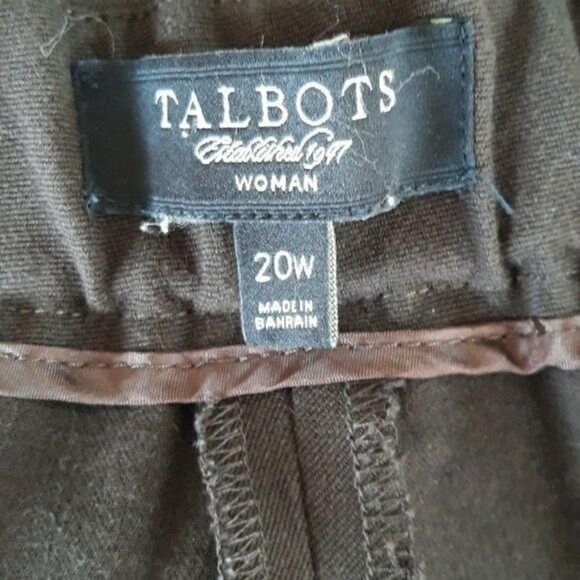 TALBOTS
Established 1947
WOMAN
20W
MADE IN
BAHRAIN